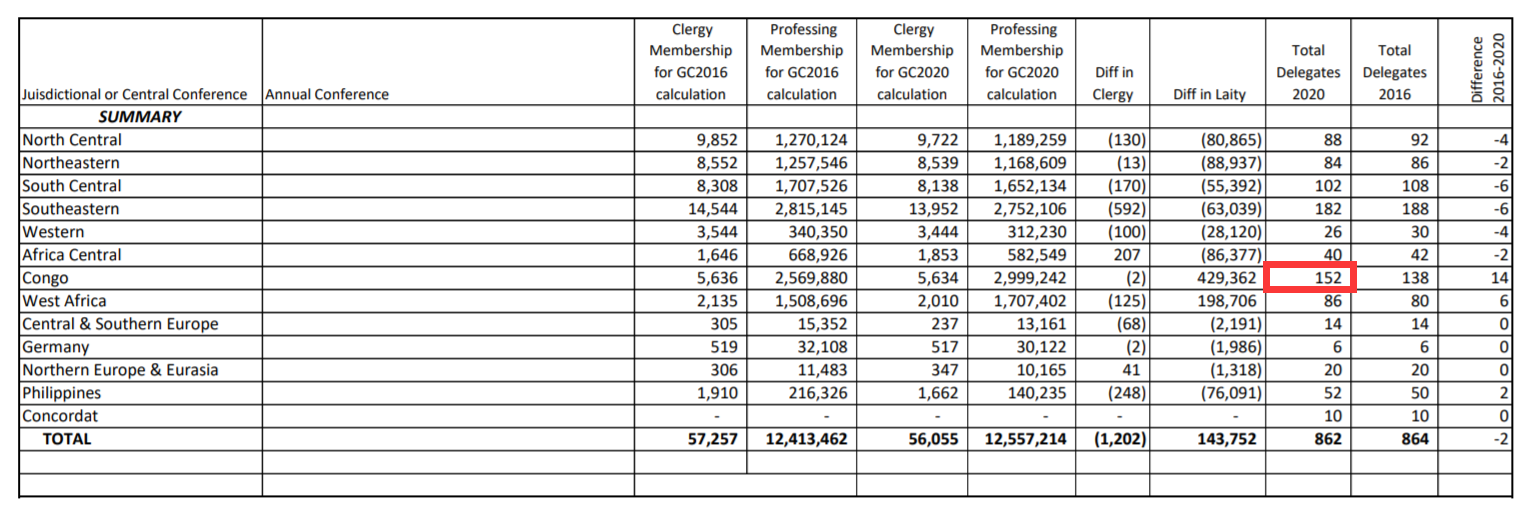 Juisdictional or Central Conference Annual Conference Clergy Membership for GC2016 calculation Professing Membership for GC2016 calculation Clergy Membership for GC2020 calculation Professing Membership for GC2020 calculation Diff in Clergy Diff in Laity Total Delegates 2020 Total Delegates 2016 Difference 2016-2020
SUMMARY
North Central 9,852 1,270,124 9,722 1,189,259 (130) (80,865) 88 92 -4
Northeastern 8,552 1,257,546 8,539 1,168,609 (13) (88,937) 84 86 -2
South Central 8,308 1,707,526 8,138 1,652,134 (170) (55,392) 102 108 -6
Southeastern 14,544 2,815,145 13,952 2,752,106 (592) (63,039) 182 188 -6
Western 3,544 340,350 3,444 312,230 (100) (28,120) 26 30 -4
Africa Central 1,646 668,926 1,853 582,549 207 (86,377) 40 42 -2
Congo 5,636 2,569,880 5,634 2,999,242 (2) 429,362 152 138 14
West Africa 2,135 1,508,696 2,010 1,707,402 (125) 198,706 86 80 6
Central & Southern Europe 305 15,352 237 13,161 (68) (2,191) 14 14 0
Germany 519 32,108 517 30,122 (2) (1,986) 6 6 0
Northern Europe & Eurasia 306 11,483 347 10,165 41 (1,318) 20 20 0
Philippines 1,910 216,326 1,662 140,235 (248) (76,091) 52 50 2
Concordat - - - - - - 10 10 0
TOTAL 57,257 12,413,462 56,055 12,557,214 (1,202) 143,752 862 864 -2